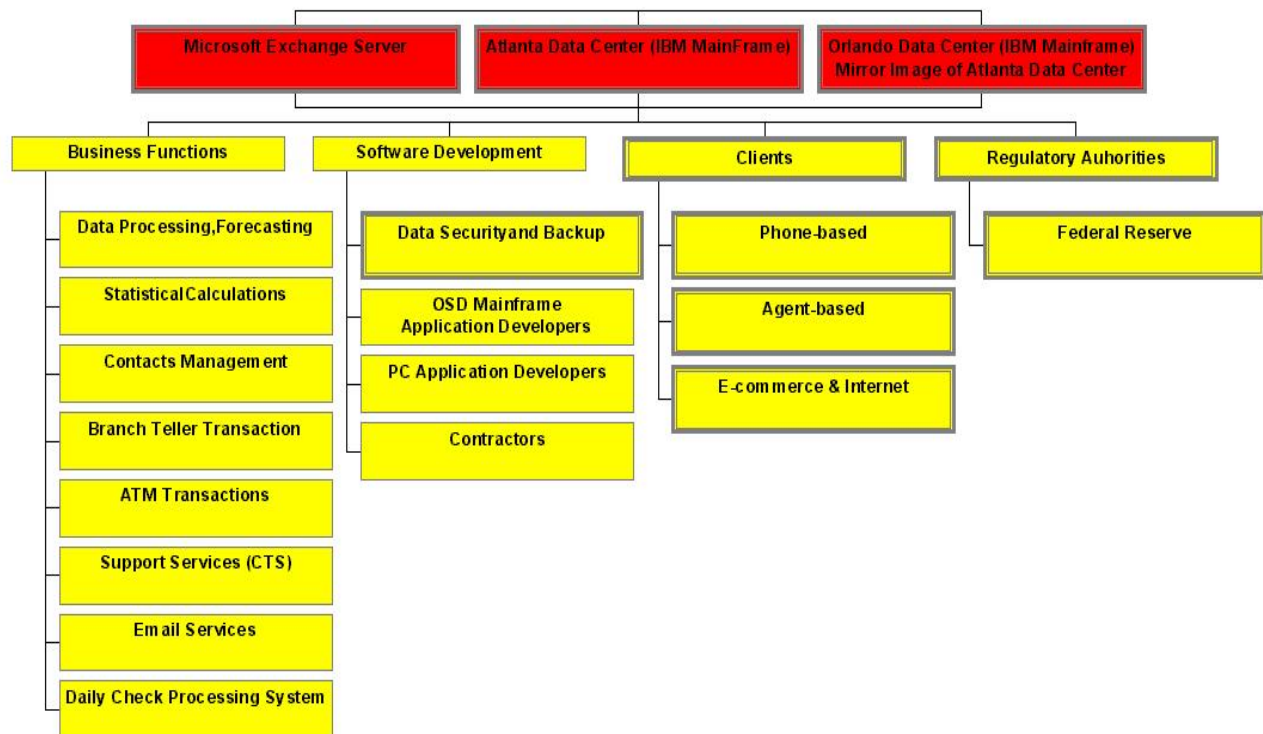 Microsoft Exchange Server
Atlanta Data Center (IBM MainFrame)
Orlando Data Center (IBM Mainframe)
Mirror Image of Atlanta Data Center
Business Functions
Software Development
Clients
Regulatory Auhorities
Data Processing,Forecasting
StatisticalCalculations
Contacts Management
Branch Teller Transaction
ATM Transactions
Support Services (CTS)
Email Services
Daily Check Processing System
Data Securityand Backup
OSD Mainframe
Application Developers
PC Application Developers
Contractors
Phone-based
Agent-based
E-commerce & Internet
Federal Reserve